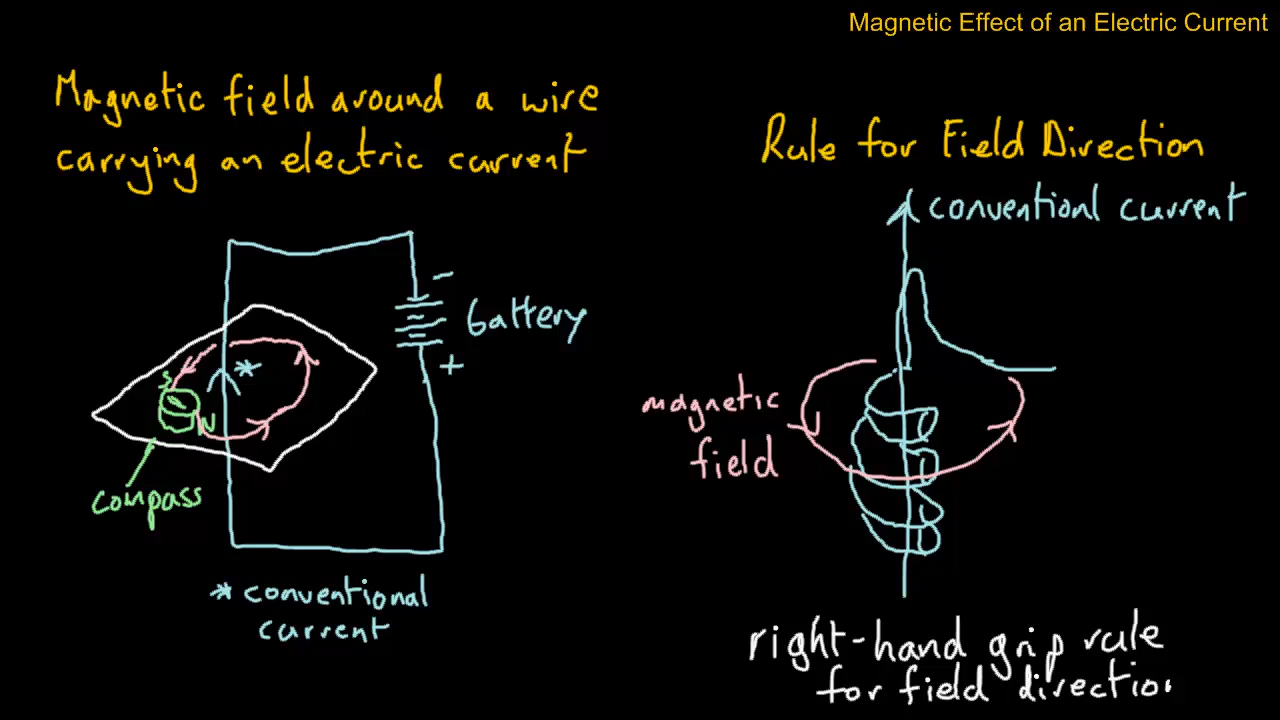 Magnetic Effect of an Electric Current
Magnetic field around a wire
carrying an electric current
-
battery
+
*
S
N
compass
* conventional
current
Rule for Field Direction
conventionl current
magnetic
field
right-hand grip rule
for field direction